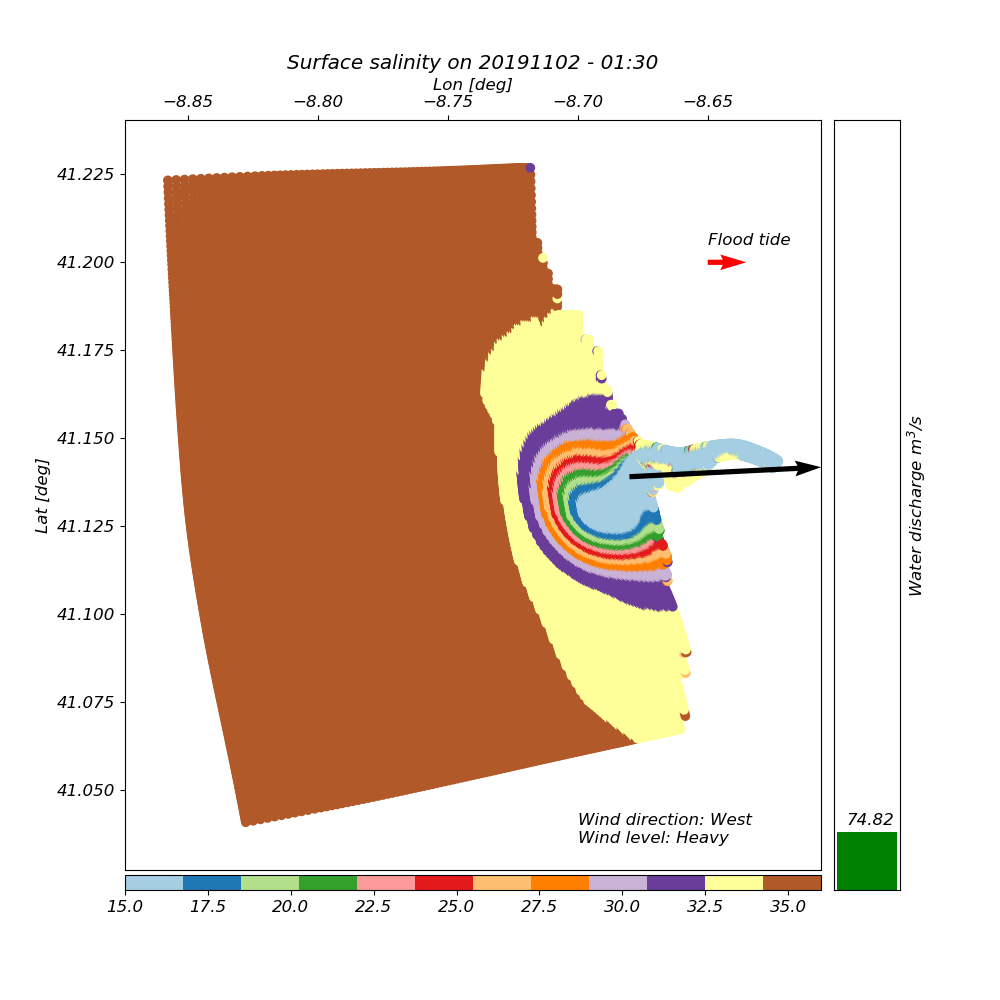 Surface salinity on 20191102 - 01:30
Lon [deg]
−8.85 −8.80 −8.75 −8.70 −8.65
41.225
41.200
41.175
41.150
41.125
41.100
41.075
41.050
Lat [deg]
Flood tide
Wind direction: West
Wind level: Heavy
Water discharge m³/s
74.82
15.0 17.5 20.0 22.5 25.0 27.5 30.0 32.5 35.0